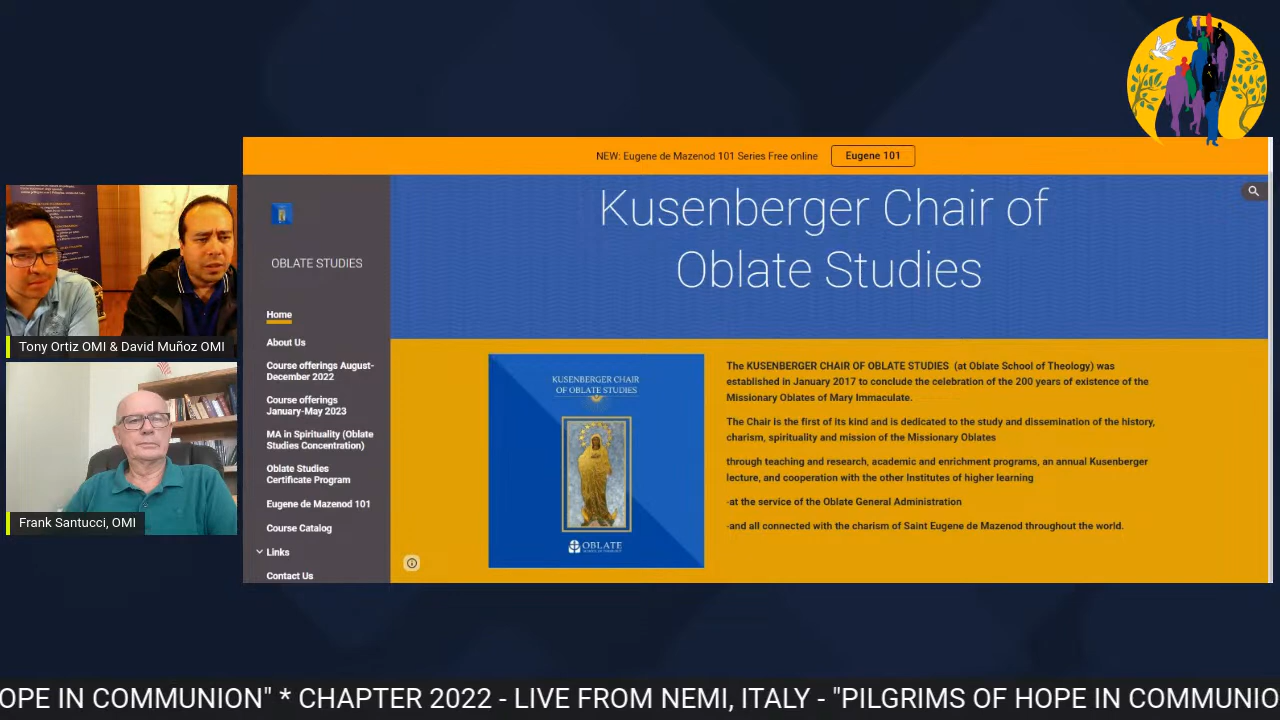 NEW: Eugene de Mazenod 101 Series Free online
Eugene 101
Kusenberger Chair of
Oblate Studies
OBLATE STUDIES
Home
About Us
Course offerings August-
December 2022
Course offerings
January-May 2023
MA in Spirituality (Oblate
Studies Concentration)
Oblate Studies
Certificate Program
Eugene de Mazenod 101
Course Catalog
Links
Contact Us
KUSENBERGER CHAIR
OF OBLATE STUDIES
OBLATE
SCHOOL OF THEOLOGY
The KUSENBERGER CHAIR OF OBLATE STUDIES (at Oblate School of Theology) was
established in January 2017 to conclude the celebration of the 200 years of existence of the
Missionary Oblates of Mary Immaculate.
The Chair is the first of its kind and is dedicated to the study and dissemination of the history,
charism, spirituality and mission of the Missionary Oblates
through teaching and research, academic and enrichment programs, an annual Kusenberger
lecture, and cooperation with the other Institutes of higher learning
-at the service of the Oblate General Administration
-and all connected with the charism of Saint Eugene de Mazenod throughout the world.
Tony Ortiz OMI & David Muñoz OMI
Frank Santucci, OMI
OPE IN COMMUNION" * CHAPTER 2022 - LIVE FROM NEMI, ITALY - "PILGRIMS OF HOPE IN COMMUNIO